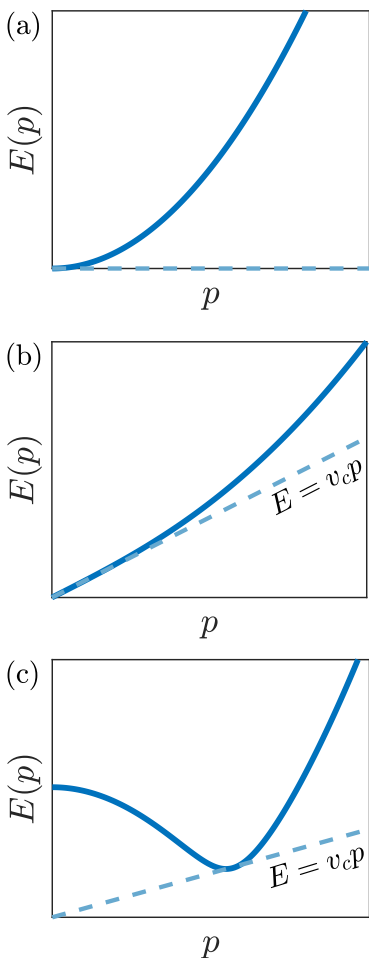 (a)
E(p)
p
(b)
E(p)
E = v_c p
p
(c)
E(p)
E = v_c p
p